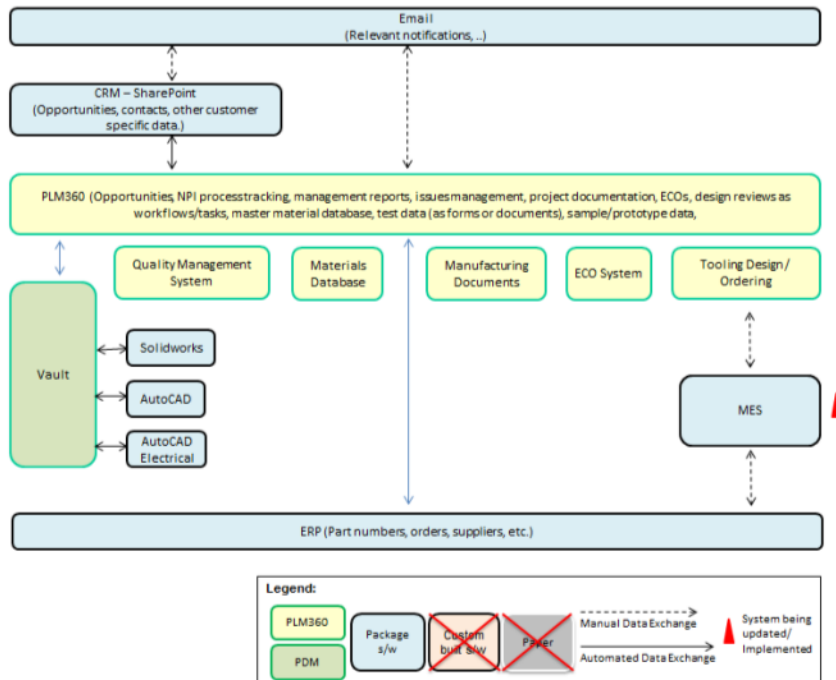 Email
(Relevant notifications, ..)
CRM – SharePoint
(Opportunities, contacts, other customer
specific data.)
PLM360 (Opportunities, NPI processtracking, management reports, issuesmanagement, project documentation, ECOs, design reviews as
workflows/tasks, master material database, test data (as forms or documents), sample/prototype data,
Quality Management
System
Materials
Database
Manufacturing
Documents
ECO System
Tooling Design/
Ordering
Vault
Solidworks
AutoCAD
AutoCAD
Electrical
MES
ERP (Part numbers, orders, suppliers, etc.)
Legend:
PLM360
PDM
Package
s/w
Custom
built s/w
Paper
Manual Data Exchange
Automated Data Exchange
System being
updated/
Implemented